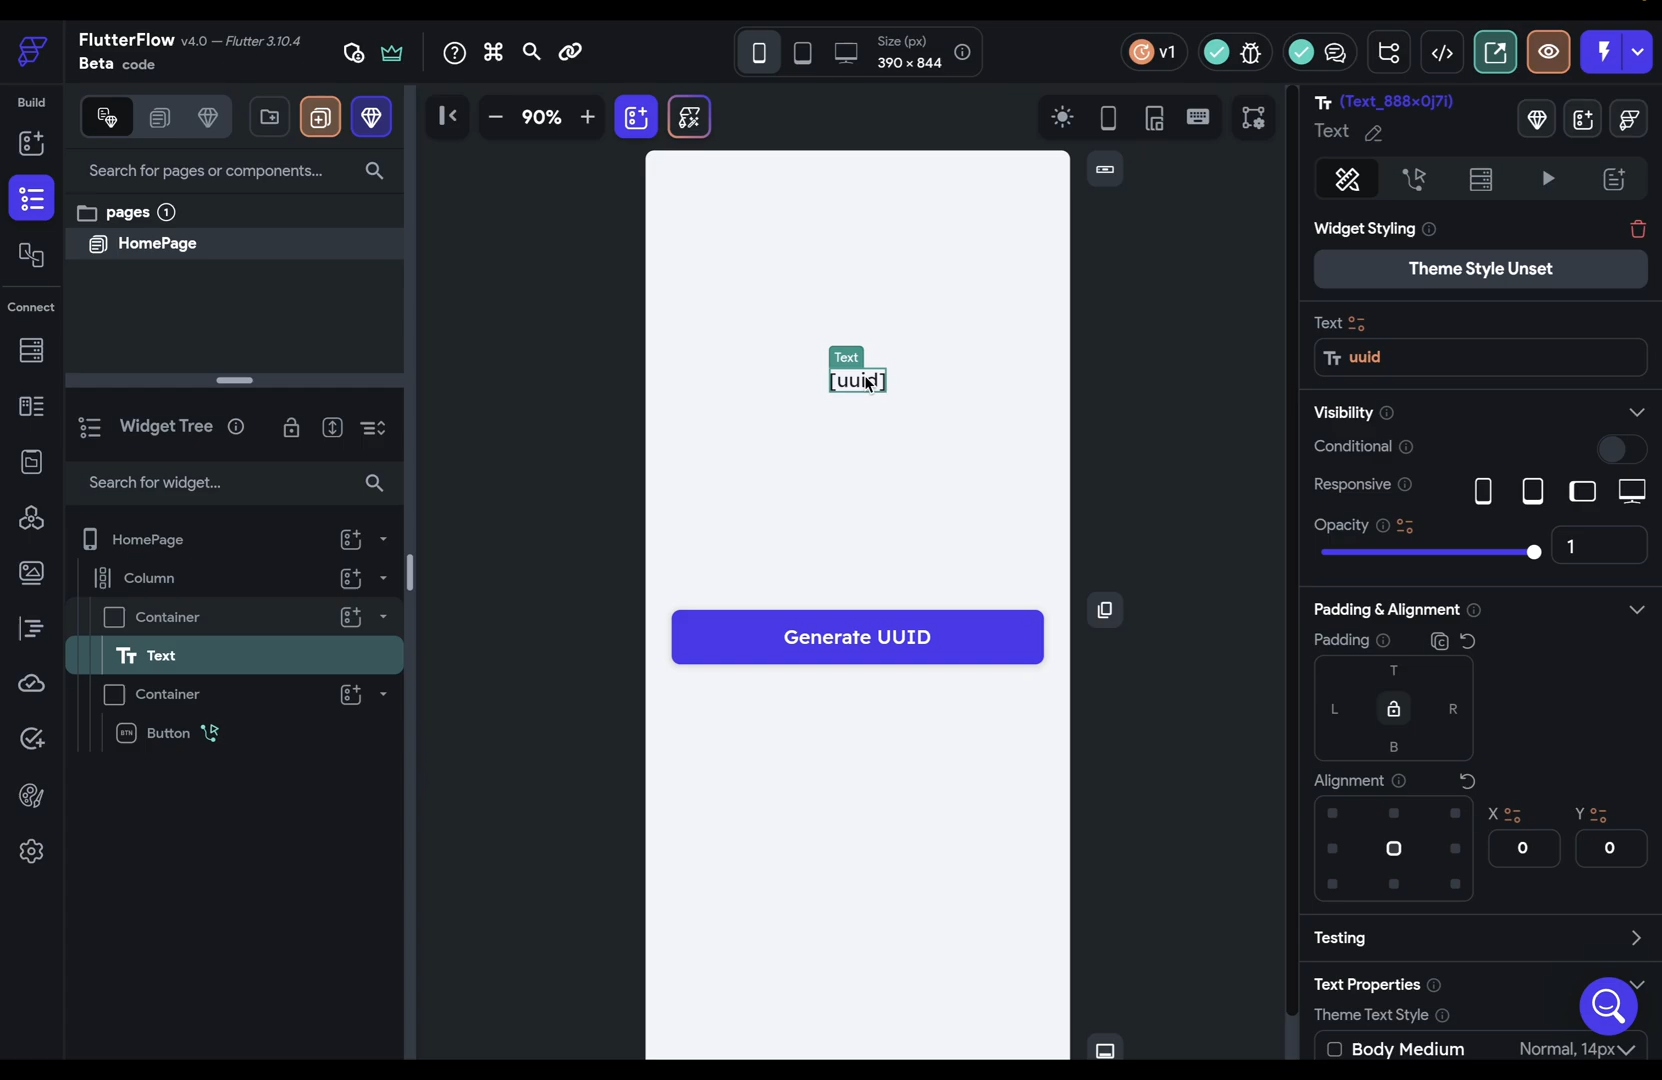 FlutterFlow v4.0 — Flutter 3.10.4
Beta code
Size (px)
390 × 844
v1
Build
Search for pages or components...
pages 1
HomePage
Connect
Widget Tree
Search for widget...
HomePage
Column
Container
Text
Container
BTN Button
90%
Text
[uuid]
Generate UUID
Tт (Text_888x0j7i)
Text
Widget Styling
Theme Style Unset
Text
Tт uuid
Visibility
Conditional
Responsive
Opacity
1
Padding & Alignment
Padding
T
L
R
B
Alignment
X
Y
0
0
Testing
Text Properties
Theme Text Style
Body Medium
Normal, 14px